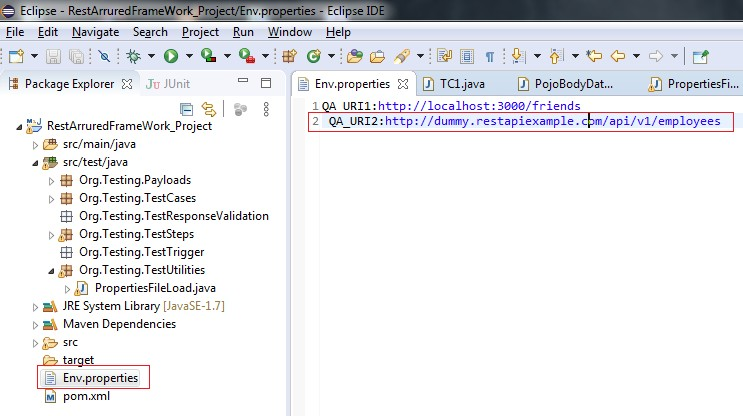 Eclipse - RestArruredFrameWork_Project/Env.properties - Eclipse IDE
File Edit Navigate Search Project Run Window Help
Package Explorer JUnit
Env.properties TC1.java PojoBodyDat... PropertiesFi...
RestArruredFrameWork_Project
src/main/java
src/test/java
Org.Testing.Payloads
Org.Testing.TestCases
Org.Testing.TestResponseValidation
Org.Testing.TestSteps
Org.Testing.TestTrigger
Org.Testing.TestUtilities
PropertiesFileLoad.java
JRE System Library [JavaSE-1.7]
Maven Dependencies
src
target
Env.properties
pom.xml
1 QA_URI1:http://localhost:3000/friends
2 QA_URI2:http://dummy.restapiexample.com/api/v1/employees